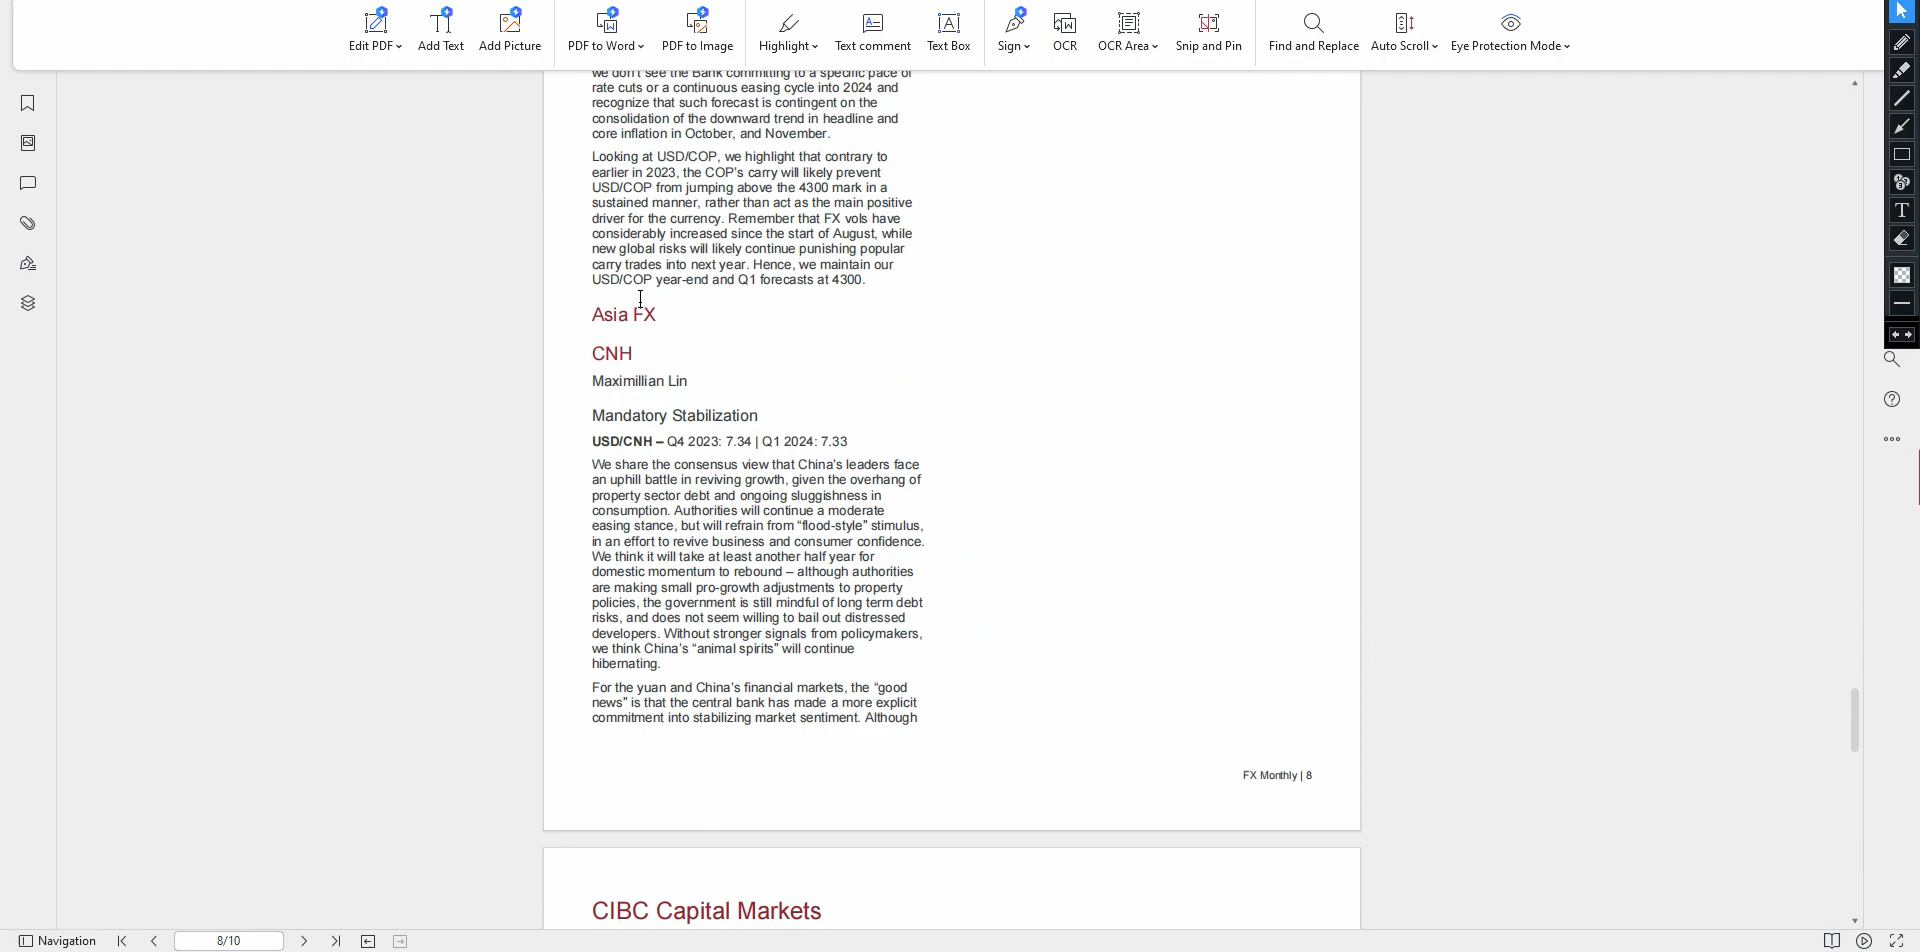 Edit PDF
Add Text
Add Picture
PDF to Word
PDF to Image
Highlight
Text comment
Text Box
Sign
OCR
OCR Area
Snip and Pin
Find and Replace
Auto Scroll
Eye Protection Mode
we don't see the Bank committing to a specific pace of
rate cuts or a continuous easing cycle into 2024 and
recognize that such forecast is contingent on the
consolidation of the downward trend in headline and
core inflation in October, and November.
Looking at USD/COP, we highlight that contrary to
earlier in 2023, the COP's carry will likely prevent
USD/COP from jumping above the 4300 mark in a
sustained manner, rather than act as the main positive
driver for the currency. Remember that FX vols have
considerably increased since the start of August, while
new global risks will likely continue punishing popular
carry trades into next year. Hence, we maintain our
USD/COP year-end and Q1 forecasts at 4300.
Asia FX
CNH
Maximillian Lin
Mandatory Stabilization
USD/CNH – Q4 2023: 7.34 | Q1 2024: 7.33
We share the consensus view that China's leaders face
an uphill battle in reviving growth, given the overhang of
property sector debt and ongoing sluggishness in
consumption. Authorities will continue a moderate
easing stance, but will refrain from “flood-style” stimulus,
in an effort to revive business and consumer confidence.
We think it will take at least another half year for
domestic momentum to rebound – although authorities
are making small pro-growth adjustments to property
policies, the government is still mindful of long term debt
risks, and does not seem willing to bail out distressed
developers. Without stronger signals from policymakers,
we think China's “animal spirits” will continue
hibernating.
For the yuan and China's financial markets, the “good
news” is that the central bank has made a more explicit
commitment into stabilizing market sentiment. Although
FX Monthly | 8
CIBC Capital Markets
Navigation
8/10